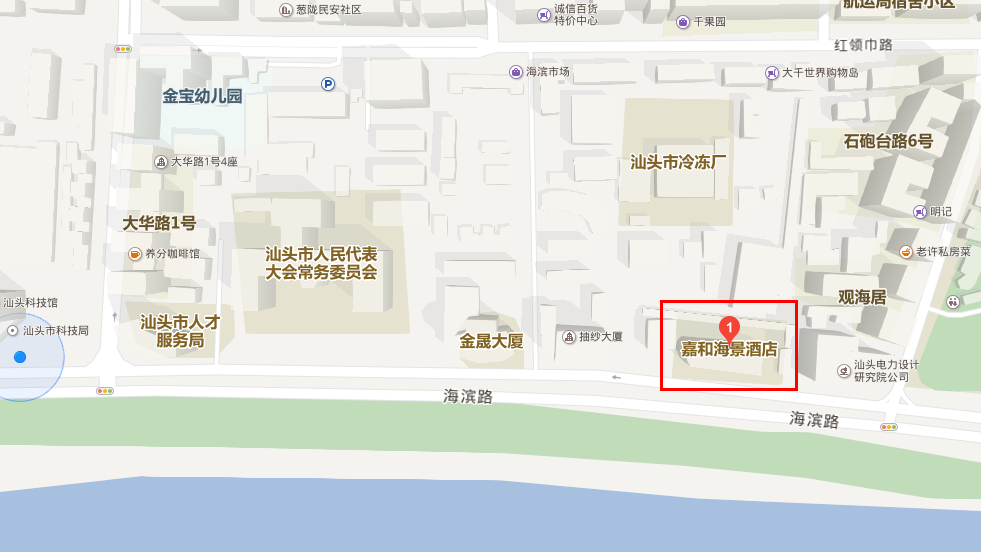 葱陇民安社区
诚信百货
特价中心
千果园
航运局宿舍小区
红领巾路
海滨市场
大千世界购物岛
P
金宝幼儿园
石炮台路6号
大华路1号4座
汕头市冷冻厂
明记
大华路1号
养分咖啡馆
汕头市人民代表
大会常务委员会
老许私房菜
观海居
汕头科技馆
汕头市科技局
汕头市人才
服务局
金晟大厦
抽纱大厦
1
嘉和海景酒店
汕头电力设计
研究院公司
海滨路
海滨路